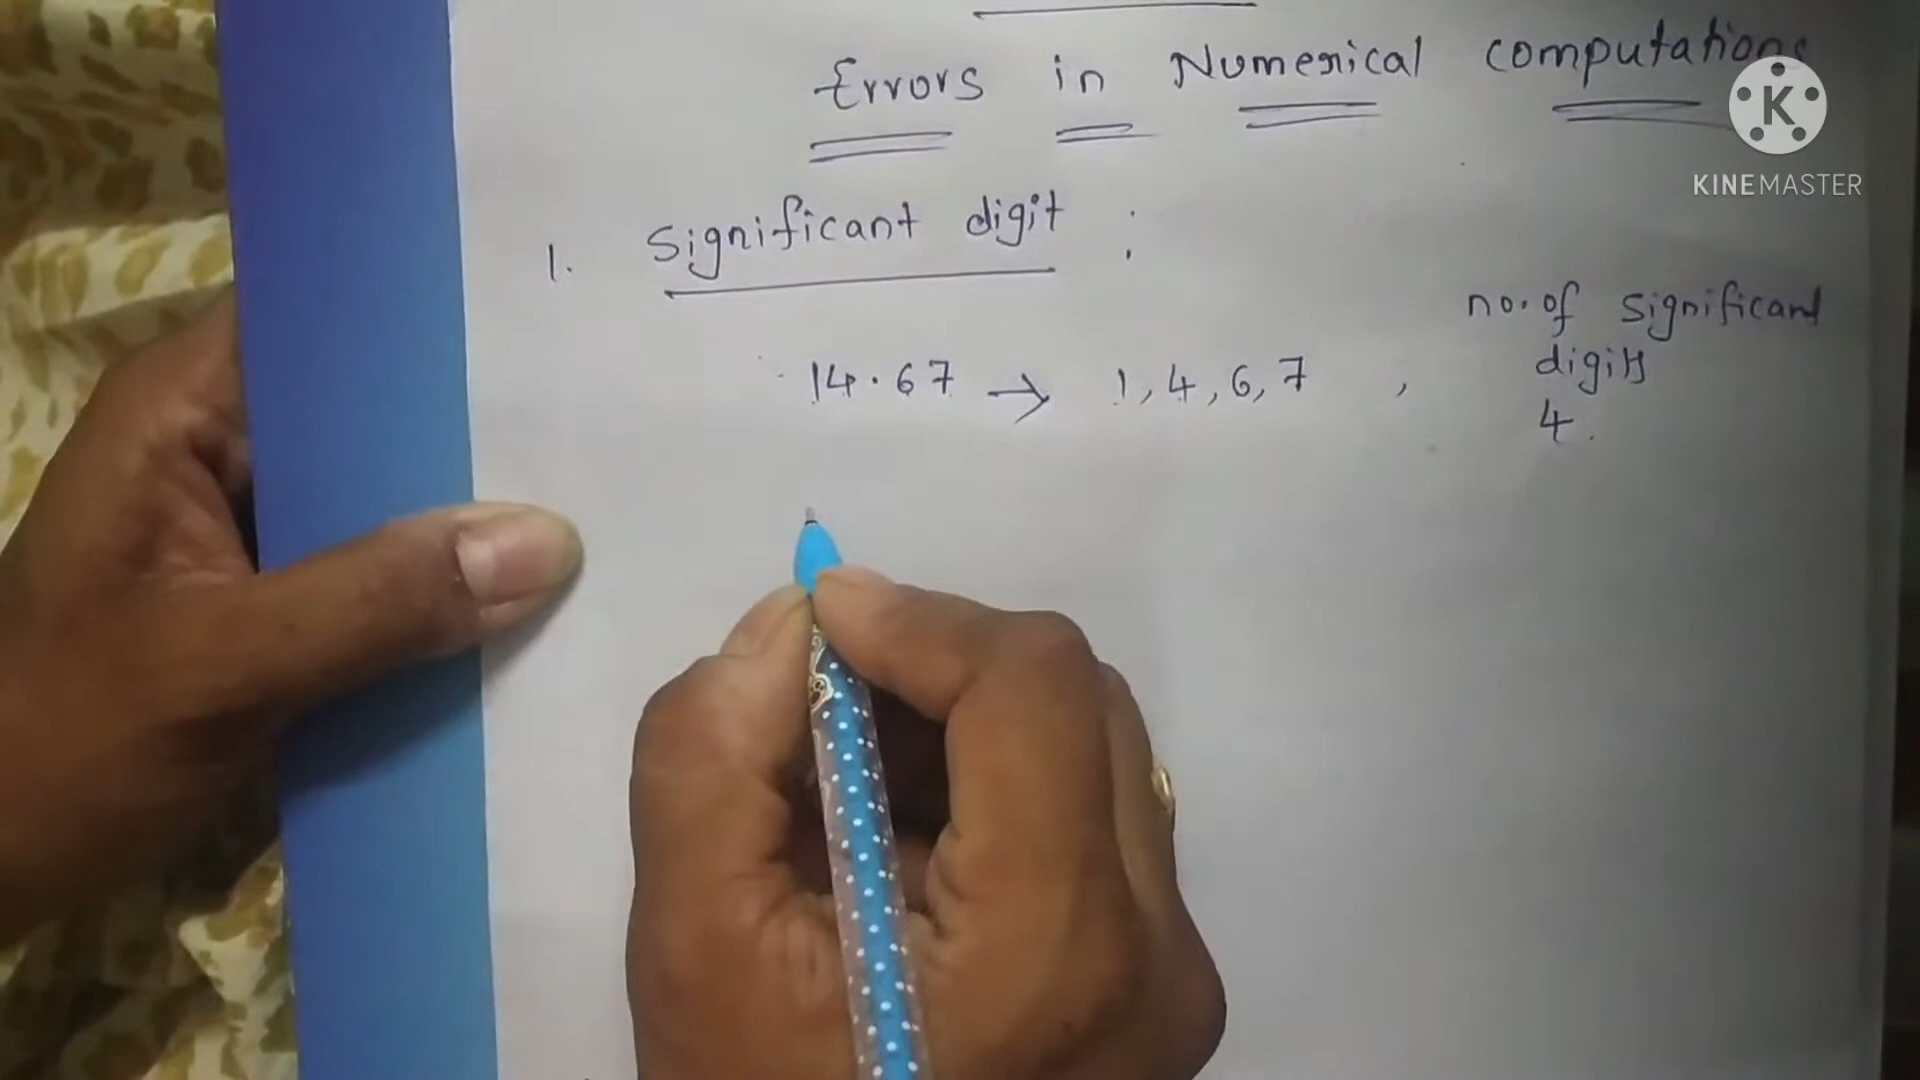 Errors in Numerical computations
K
KINEMASTER
1. Significant digit :
no. of significant
digits
14.67 → 1, 4, 6, 7 ,
4.